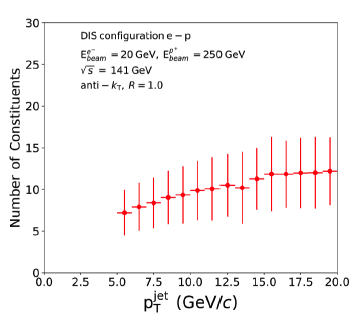 DIS configuration e − p
E^{e^-}_{beam} = 20 GeV, E^{p^+}_{beam} = 250 GeV
√s = 141 GeV
anti − k_T, R = 1.0
Number of Constituents
30
25
20
15
10
5
0
0.0 2.5 5.0 7.5 10.0 12.5 15.0 17.5 20.0
p_T^{jet} (GeV/c)